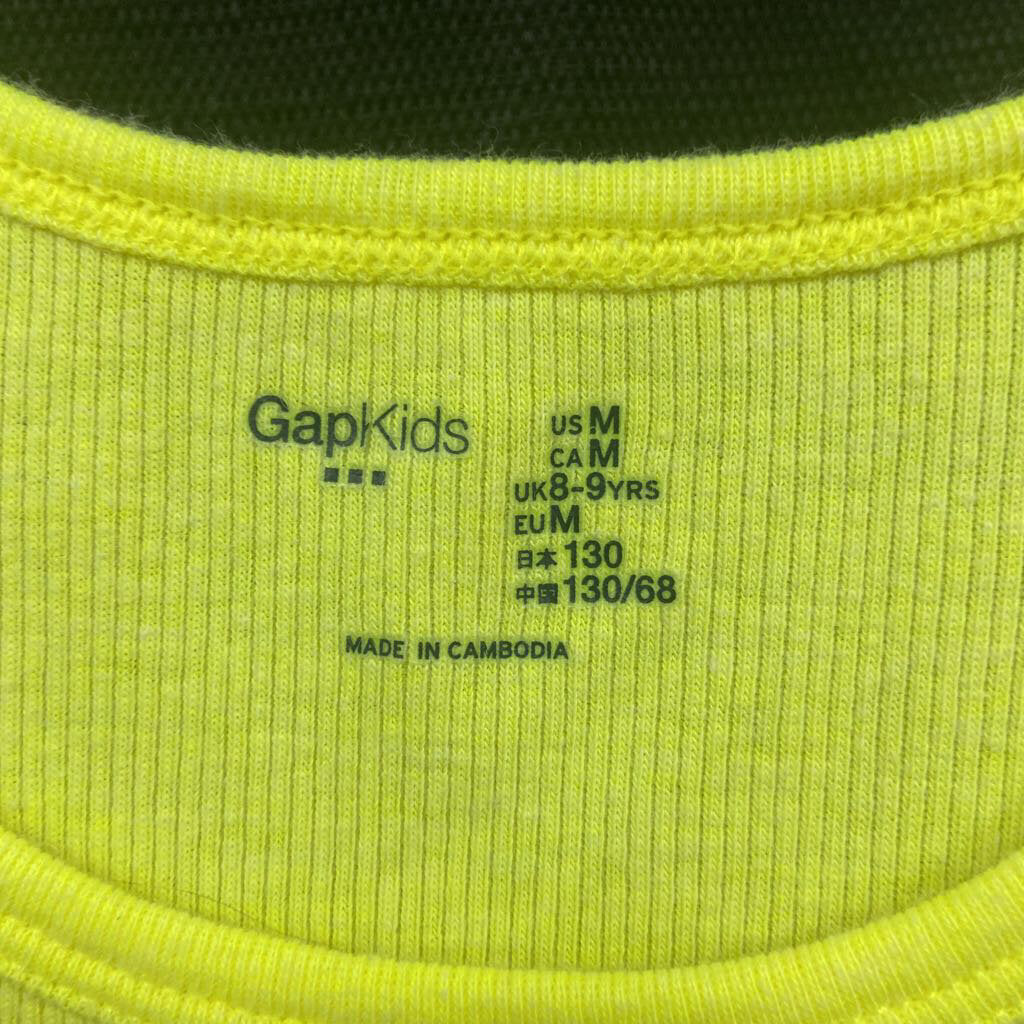 GapKids
US M
CA M
UK 8-9 YRS
EU M
日本 130
中国 130/68
MADE IN CAMBODIA